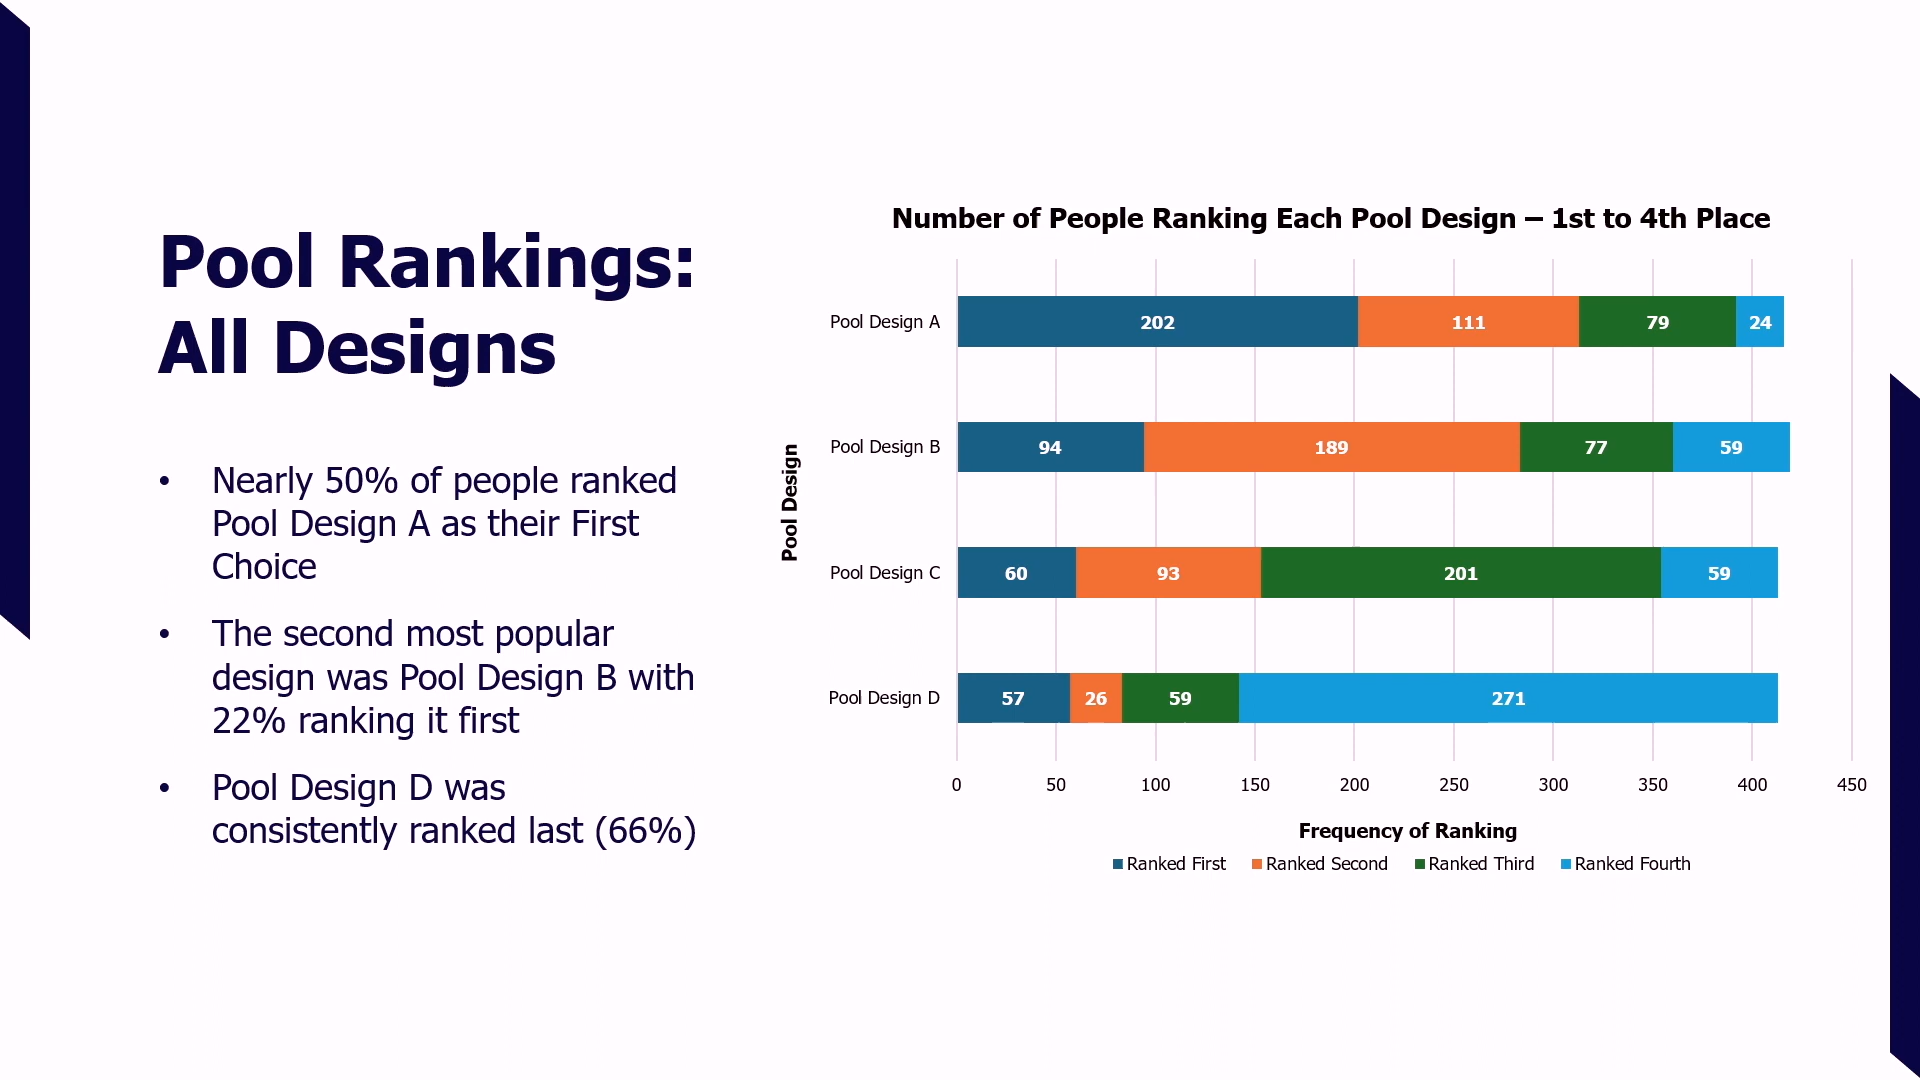 Pool Rankings:
All Designs
• Nearly 50% of people ranked
Pool Design A as their First
Choice
• The second most popular
design was Pool Design B with
22% ranking it first
• Pool Design D was
consistently ranked last (66%)
Number of People Ranking Each Pool Design – 1st to 4th Place
Pool Design
Pool Design A 202 111 79 24
Pool Design B 94 189 77 59
Pool Design C 60 93 201 59
Pool Design D 57 26 59 271
0 50 100 150 200 250 300 350 400 450
Frequency of Ranking
Ranked First Ranked Second Ranked Third Ranked Fourth